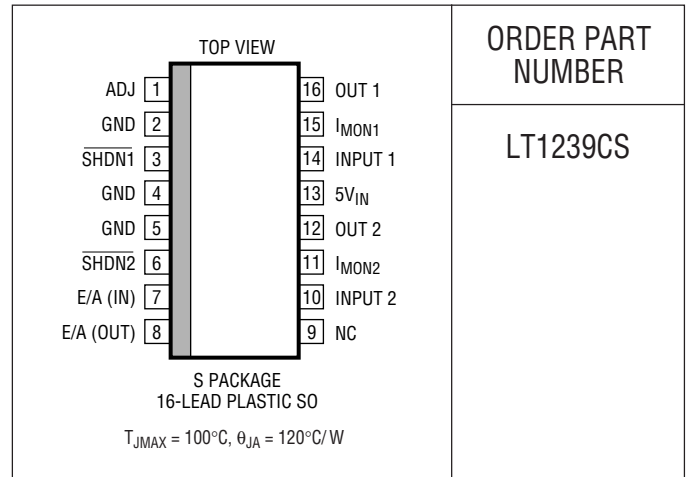 TOP VIEW
ADJ 1
GND 2
SHDN1 3
GND 4
GND 5
SHDN2 6
E/A (IN) 7
E/A (OUT) 8
16 OUT 1
15 IMON1
14 INPUT 1
13 5VIN
12 OUT 2
11 IMON2
10 INPUT 2
9 NC
S PACKAGE
16-LEAD PLASTIC SO
TJMAX = 100°C, θJA = 120°C/W
ORDER PART
NUMBER
LT1239CS